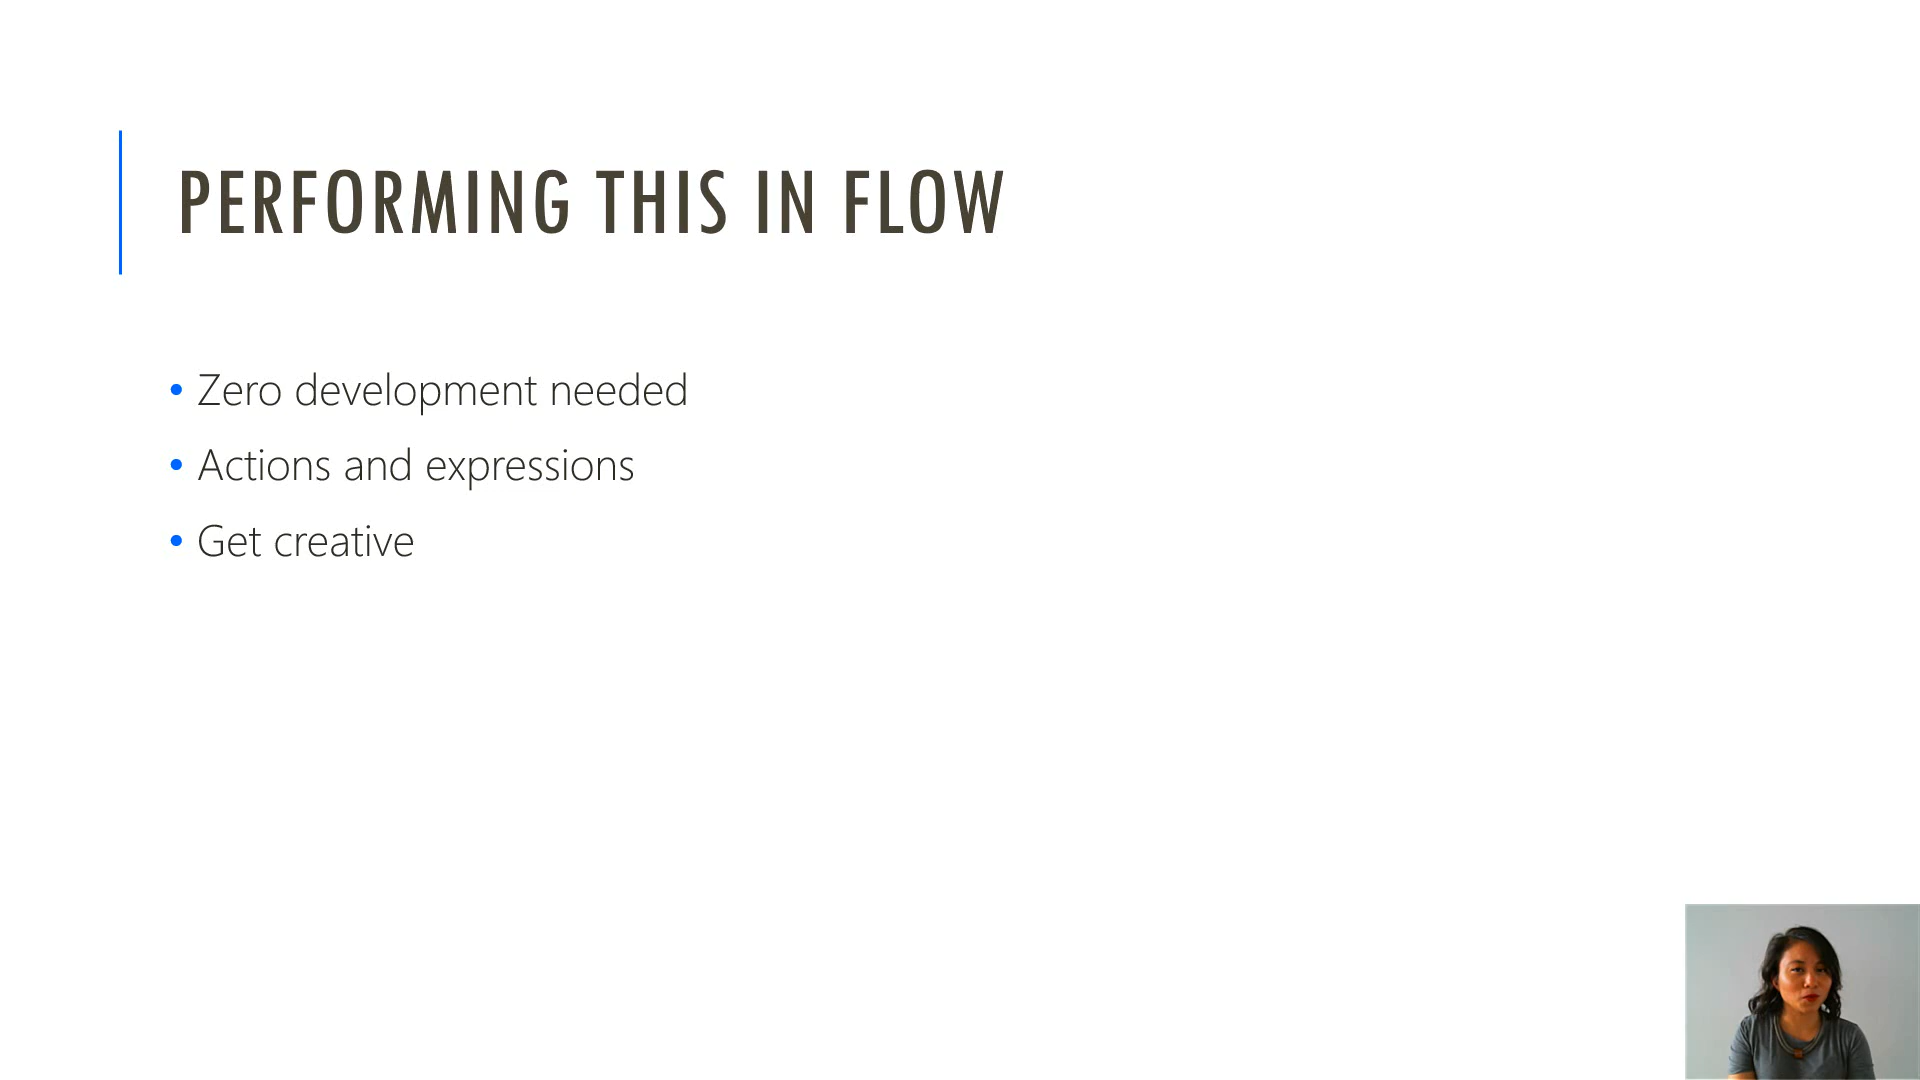 PERFORMING THIS IN FLOW
• Zero development needed
• Actions and expressions
• Get creative